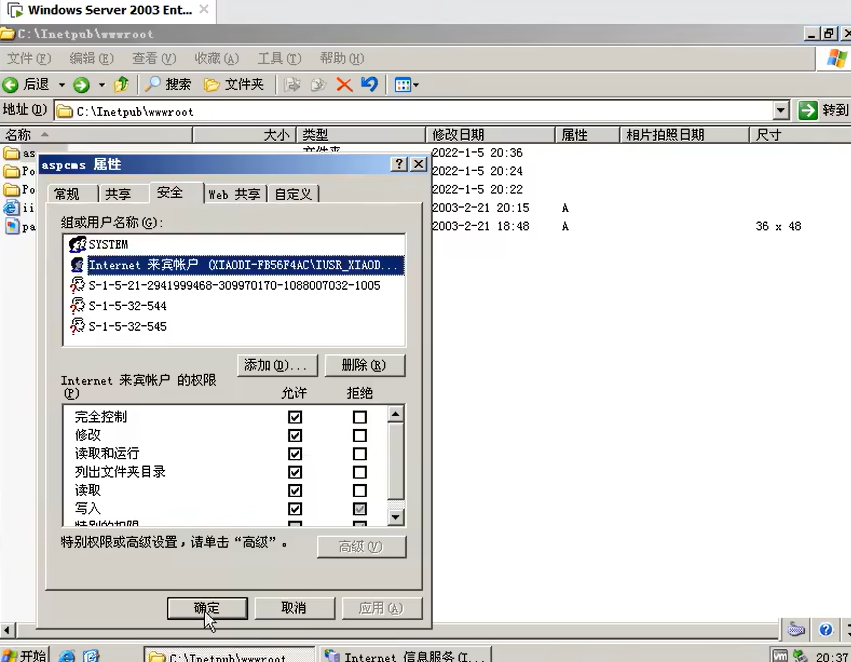 Windows Server 2003 Ent...
C:\Inetpub\wwwroot
文件(F) 编辑(E) 查看(V) 收藏(A) 工具(T) 帮助(H)
后退 搜索 文件夹
地址(D) C:\Inetpub\wwwroot 转到
名称 大小 类型 修改日期 属性 相片拍照日期 尺寸
as 文件夹 2022-1-5 20:36
Po 2022-1-5 20:24
Po 2022-1-5 20:22
ii 2003-2-21 20:15 A
pa 2003-2-21 18:48 A 36 x 48
aspcms 属性
常规 共享 安全 Web 共享 自定义
组或用户名称(G):
SYSTEM
Internet 来宾帐户 (XIAODI-FB56F4AC\IUSR_XIAOD...
S-1-5-21-2941999468-309970170-1088007032-1005
S-1-5-32-544
S-1-5-32-545
添加(D)... 删除(R)
Internet 来宾帐户 的权限
(P) 允许 拒绝
完全控制
修改
读取和运行
列出文件夹目录
读取
写入
特别的权限
特别权限或高级设置，请单击“高级”。
高级(V)
确定 取消 应用(A)
开始 C:\Inetpub\wwwroot Internet 信息服务(I... 20:37